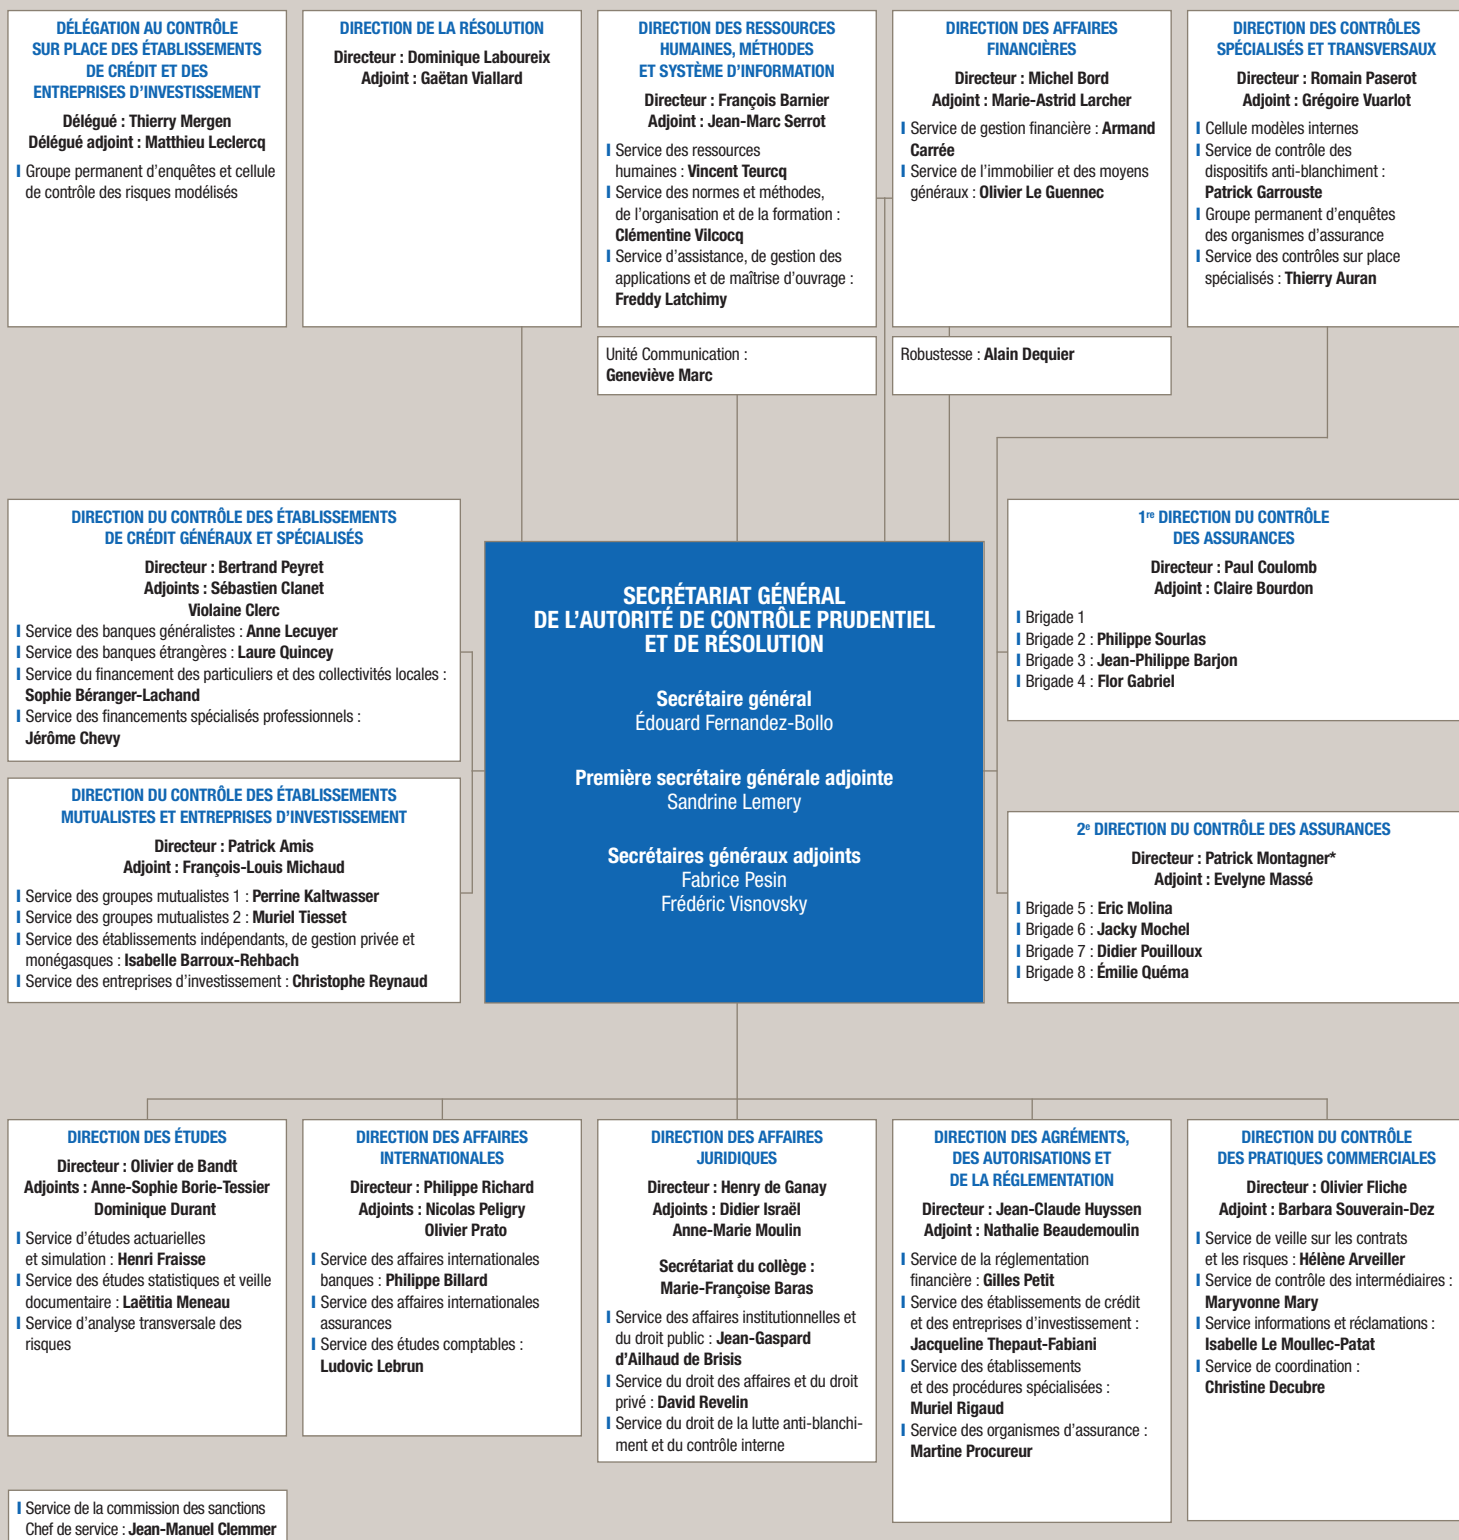 DÉLÉGATION AU CONTRÔLE
SUR PLACE DES ÉTABLISSEMENTS
DE CRÉDIT ET DES
ENTREPRISES D'INVESTISSEMENT
Délégué : Thierry Mergen
Délégué adjoint : Matthieu Leclercq
Groupe permanent d'enquêtes et cellule
de contrôle des risques modélisés
DIRECTION DE LA RÉSOLUTION
Directeur : Dominique Laboureix
Adjoint : Gaëtan Viallard
DIRECTION DES RESSOURCES
HUMAINES, MÉTHODES
ET SYSTÈME D'INFORMATION
Directeur : François Barnier
Adjoint : Jean-Marc Serrot
Service des ressources
humaines : Vincent Teurcq
Service des normes et méthodes,
de l'organisation et de la formation :
Clémentine Vilcocq
Service d'assistance, de gestion des
applications et de maîtrise d'ouvrage :
Freddy Latchimy
DIRECTION DES AFFAIRES
FINANCIÈRES
Directeur : Michel Bord
Adjoint : Marie-Astrid Larcher
Service de gestion financière : Armand
Carrée
Service de l'immobilier et des moyens
généraux : Olivier Le Guennec
DIRECTION DES CONTRÔLES
SPÉCIALISÉS ET TRANSVERSAUX
Directeur : Romain Paserot
Adjoint : Grégoire Vuarlot
Cellule modèles internes
Service de contrôle des
dispositifs anti-blanchiment :
Patrick Garrouste
Groupe permanent d'enquêtes
des organismes d'assurance
Service des contrôles sur place
spécialisés : Thierry Auran
Unité Communication :
Geneviève Marc
Robustesse : Alain Dequier
DIRECTION DU CONTRÔLE DES ÉTABLISSEMENTS
DE CRÉDIT GÉNÉRAUX ET SPÉCIALISÉS
Directeur : Bertrand Peyret
Adjoints : Sébastien Clanet
Violaine Clerc
Service des banques généralistes : Anne Lecuyer
Service des banques étrangères : Laure Quincey
Service du financement des particuliers et des collectivités locales :
Sophie Béranger-Lachand
Service des financements spécialisés professionnels :
Jérôme Chevy
DIRECTION DU CONTRÔLE DES ÉTABLISSEMENTS
MUTUALISTES ET ENTREPRISES D'INVESTISSEMENT
Directeur : Patrick Amis
Adjoint : François-Louis Michaud
Service des groupes mutualistes 1 : Perrine Kaltwasser
Service des groupes mutualistes 2 : Muriel Tiesset
Service des établissements indépendants, de gestion privée et
monégasques : Isabelle Barroux-Rehbach
Service des entreprises d'investissement : Christophe Reynaud
SECRÉTARIAT GÉNÉRAL
DE L'AUTORITÉ DE CONTRÔLE PRUDENTIEL
ET DE RÉSOLUTION
Secrétaire général
Édouard Fernandez-Bollo
Première secrétaire générale adjointe
Sandrine Lemery
Secrétaires généraux adjoints
Fabrice Pesin
Frédéric Visnovsky
1re DIRECTION DU CONTRÔLE
DES ASSURANCES
Directeur : Paul Coulomb
Adjoint : Claire Bourdon
Brigade 1
Brigade 2 : Philippe Sourlas
Brigade 3 : Jean-Philippe Barjon
Brigade 4 : Flor Gabriel
2e DIRECTION DU CONTRÔLE DES ASSURANCES
Directeur : Patrick Montagner*
Adjoint : Evelyne Massé
Brigade 5 : Eric Molina
Brigade 6 : Jacky Mochel
Brigade 7 : Didier Pouilloux
Brigade 8 : Émilie Quéma
DIRECTION DES ÉTUDES
Directeur : Olivier de Bandt
Adjoints : Anne-Sophie Borie-Tessier
Dominique Durant
Service d'études actuarielles
et simulation : Henri Fraisse
Service des études statistiques et veille
documentaire : Laëtitia Meneau
Service d'analyse transversale des
risques
DIRECTION DES AFFAIRES
INTERNATIONALES
Directeur : Philippe Richard
Adjoints : Nicolas Peligry
Olivier Prato
Service des affaires internationales
banques : Philippe Billard
Service des affaires internationales
assurances
Service des études comptables :
Ludovic Lebrun
DIRECTION DES AFFAIRES
JURIDIQUES
Directeur : Henry de Ganay
Adjoints : Didier Israël
Anne-Marie Moulin
Secrétariat du collège :
Marie-Françoise Baras
Service des affaires institutionnelles et
du droit public : Jean-Gaspard
d'Ailhaud de Brisis
Service du droit des affaires et du droit
privé : David Revelin
Service du droit de la lutte anti-blanchi-
ment et du contrôle interne
DIRECTION DES AGRÉMENTS,
DES AUTORISATIONS ET
DE LA RÉGLEMENTATION
Directeur : Jean-Claude Huyssen
Adjoint : Nathalie Beaudemoulin
Service de la réglementation
financière : Gilles Petit
Service des établissements de crédit
et des entreprises d'investissement :
Jacqueline Thepaut-Fabiani
Service des établissements
et des procédures spécialisées :
Muriel Rigaud
Service des organismes d'assurance :
Martine Procureur
DIRECTION DU CONTRÔLE
DES PRATIQUES COMMERCIALES
Directeur : Olivier Fliche
Adjoint : Barbara Souverain-Dez
Service de veille sur les contrats
et les risques : Hélène Arveiller
Service de contrôle des intermédiaires :
Maryvonne Mary
Service informations et réclamations :
Isabelle Le Moullec-Patat
Service de coordination :
Christine Decubre
Service de la commission des sanctions
Chef de service : Jean-Manuel Clemmer